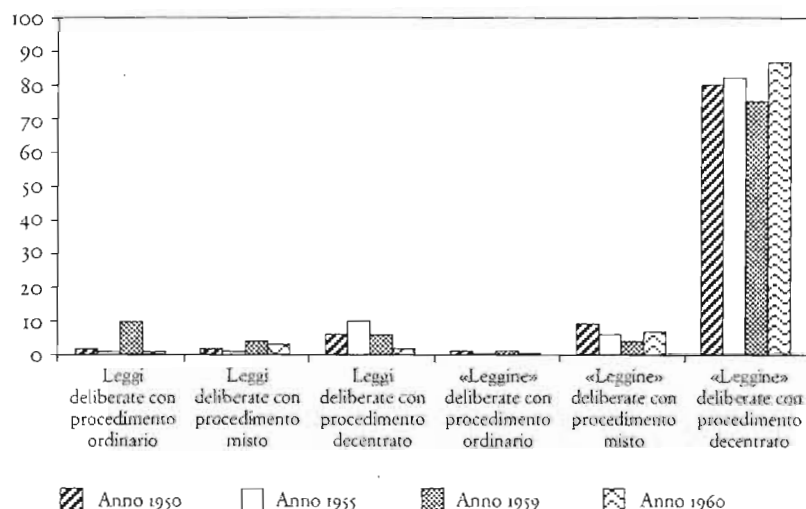 100
90
80
70
60
50
40
30
20
10
0
Leggi Leggi Leggi «Leggine» «Leggine» «Leggine»
deliberate con deliberate con deliberate con deliberate con deliberate con deliberate con
procedimento procedimento procedimento procedimento procedimento procedimento
ordinario misto decentrato ordinario misto decentrato
Anno 1950 Anno 1955 Anno 1959 Anno 1960